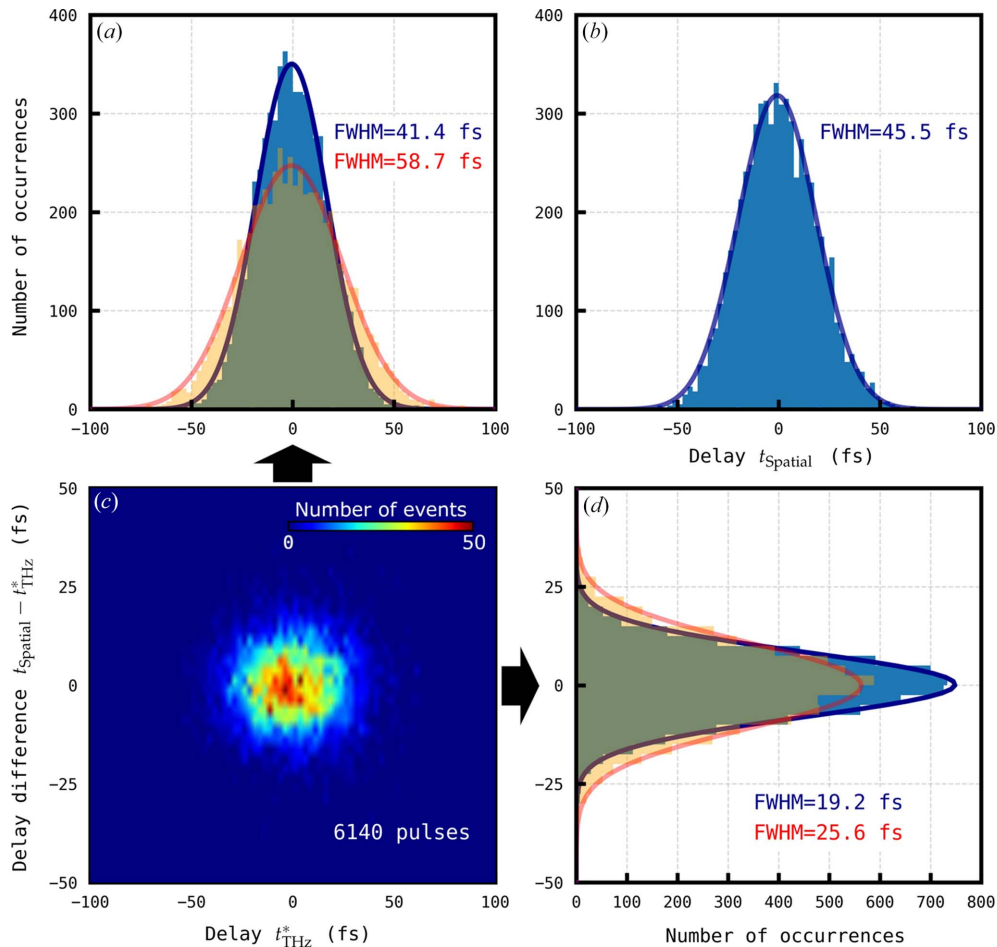 (a)
400
300
200
100
0
Number of occurrences
FWHM=41.4 fs
FWHM=58.7 fs
−100 −50 0 50 100
(b)
400
300
200
100
0
FWHM=45.5 fs
−100 −50 0 50 100
Delay tSpatial (fs)
(c)
50
25
0
−25
−50
Delay difference tSpatial − t*THz (fs)
Number of events
0 50
6140 pulses
−100 −50 0 50 100
Delay t*THz (fs)
(d)
50
25
0
−25
−50
FWHM=19.2 fs
FWHM=25.6 fs
0 100 200 300 400 500 600 700 800
Number of occurrences